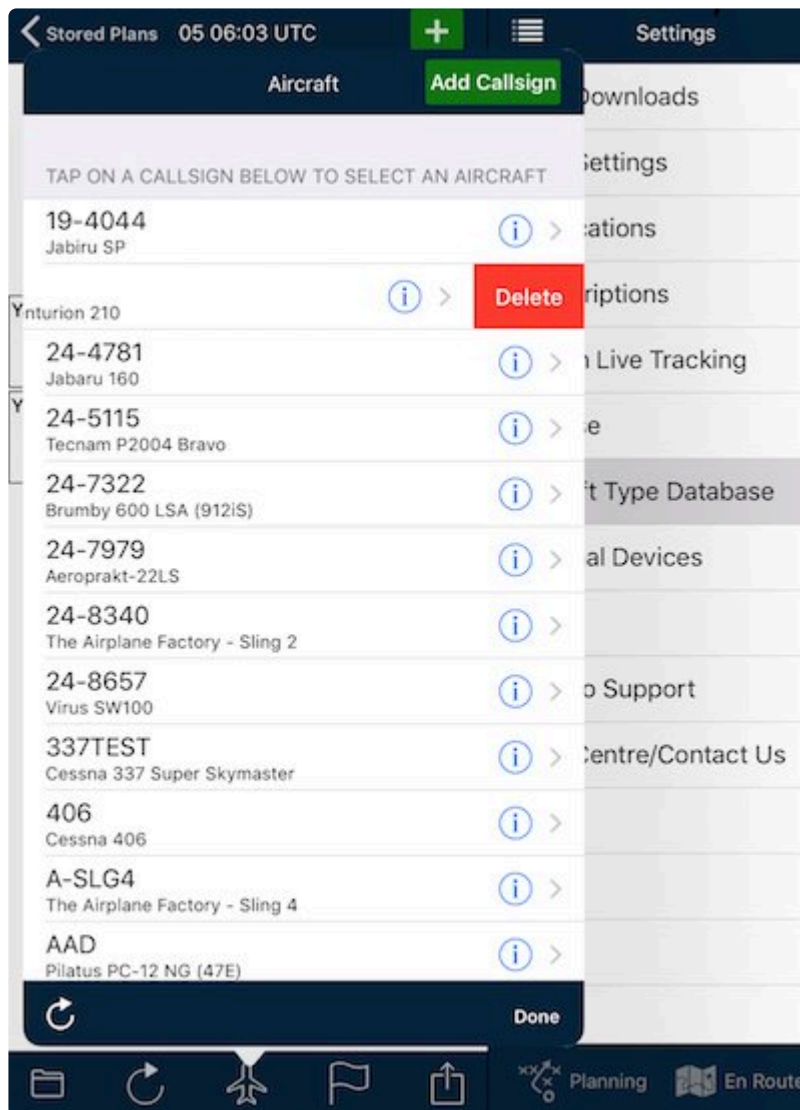 Stored Plans 05 06:03 UTC + Settings
Aircraft Add Callsign
Downloads
TAP ON A CALLSIGN BELOW TO SELECT AN AIRCRAFT
Settings
19-4044
Jabiru SP
cations
Y
nturion 210
Delete
riptions
24-4781
Jabaru 160
n Live Tracking
Y
24-5115
Tecnam P2004 Bravo
se
24-7322
Brumby 600 LSA (912iS)
ft Type Database
24-7979
Aeroprakt-22LS
al Devices
24-8340
The Airplane Factory - Sling 2
24-8657
Virus SW100
o Support
337TEST
Cessna 337 Super Skymaster
Centre/Contact Us
406
Cessna 406
A-SLG4
The Airplane Factory - Sling 4
AAD
Pilatus PC-12 NG (47E)
Done
Planning En Route